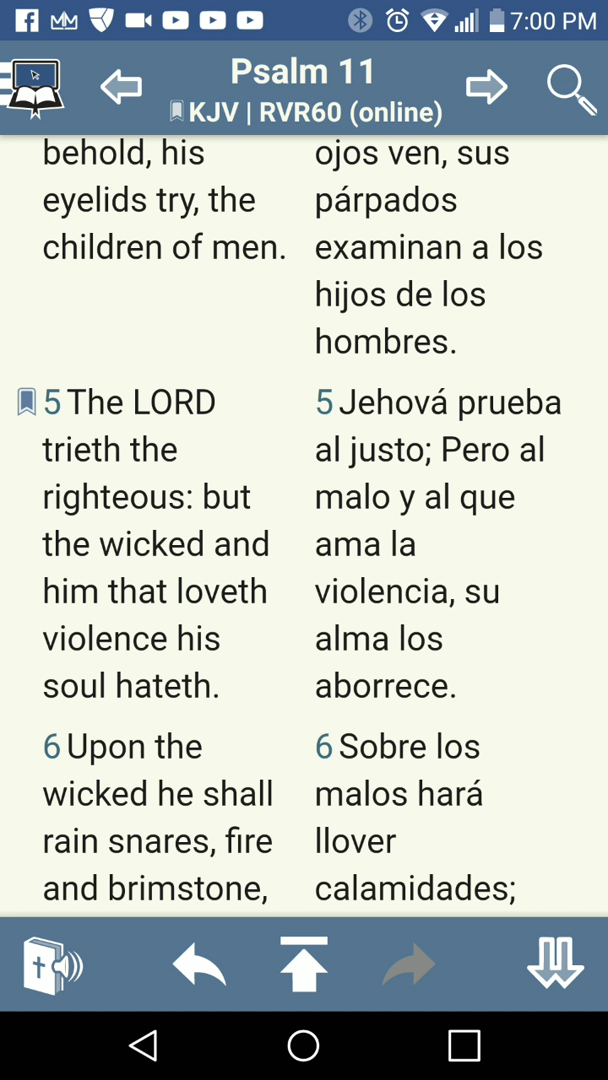 7:00 PM
Psalm 11
KJV | RVR60 (online)
behold, his
eyelids try, the
children of men.
5 The LORD
trieth the
righteous: but
the wicked and
him that loveth
violence his
soul hateth.
6 Upon the
wicked he shall
rain snares, fire
and brimstone,
ojos ven, sus
párpados
examinan a los
hijos de los
hombres.
5 Jehová prueba
al justo; Pero al
malo y al que
ama la
violencia, su
alma los
aborrece.
6 Sobre los
malos hará
llover
calamidades;